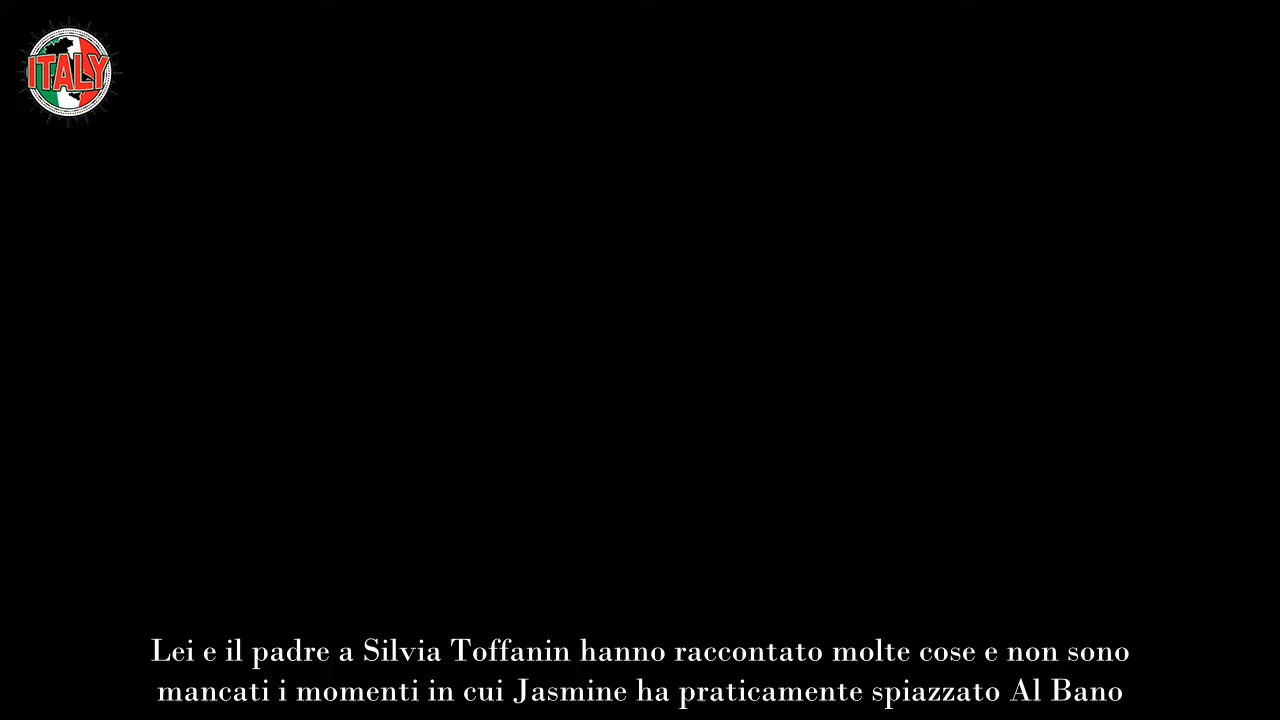 ITALY
Lei e il padre a Silvia Toffanin hanno raccontato molte cose e non sono
mancati i momenti in cui Jasmine ha praticamente spiazzato Al Bano